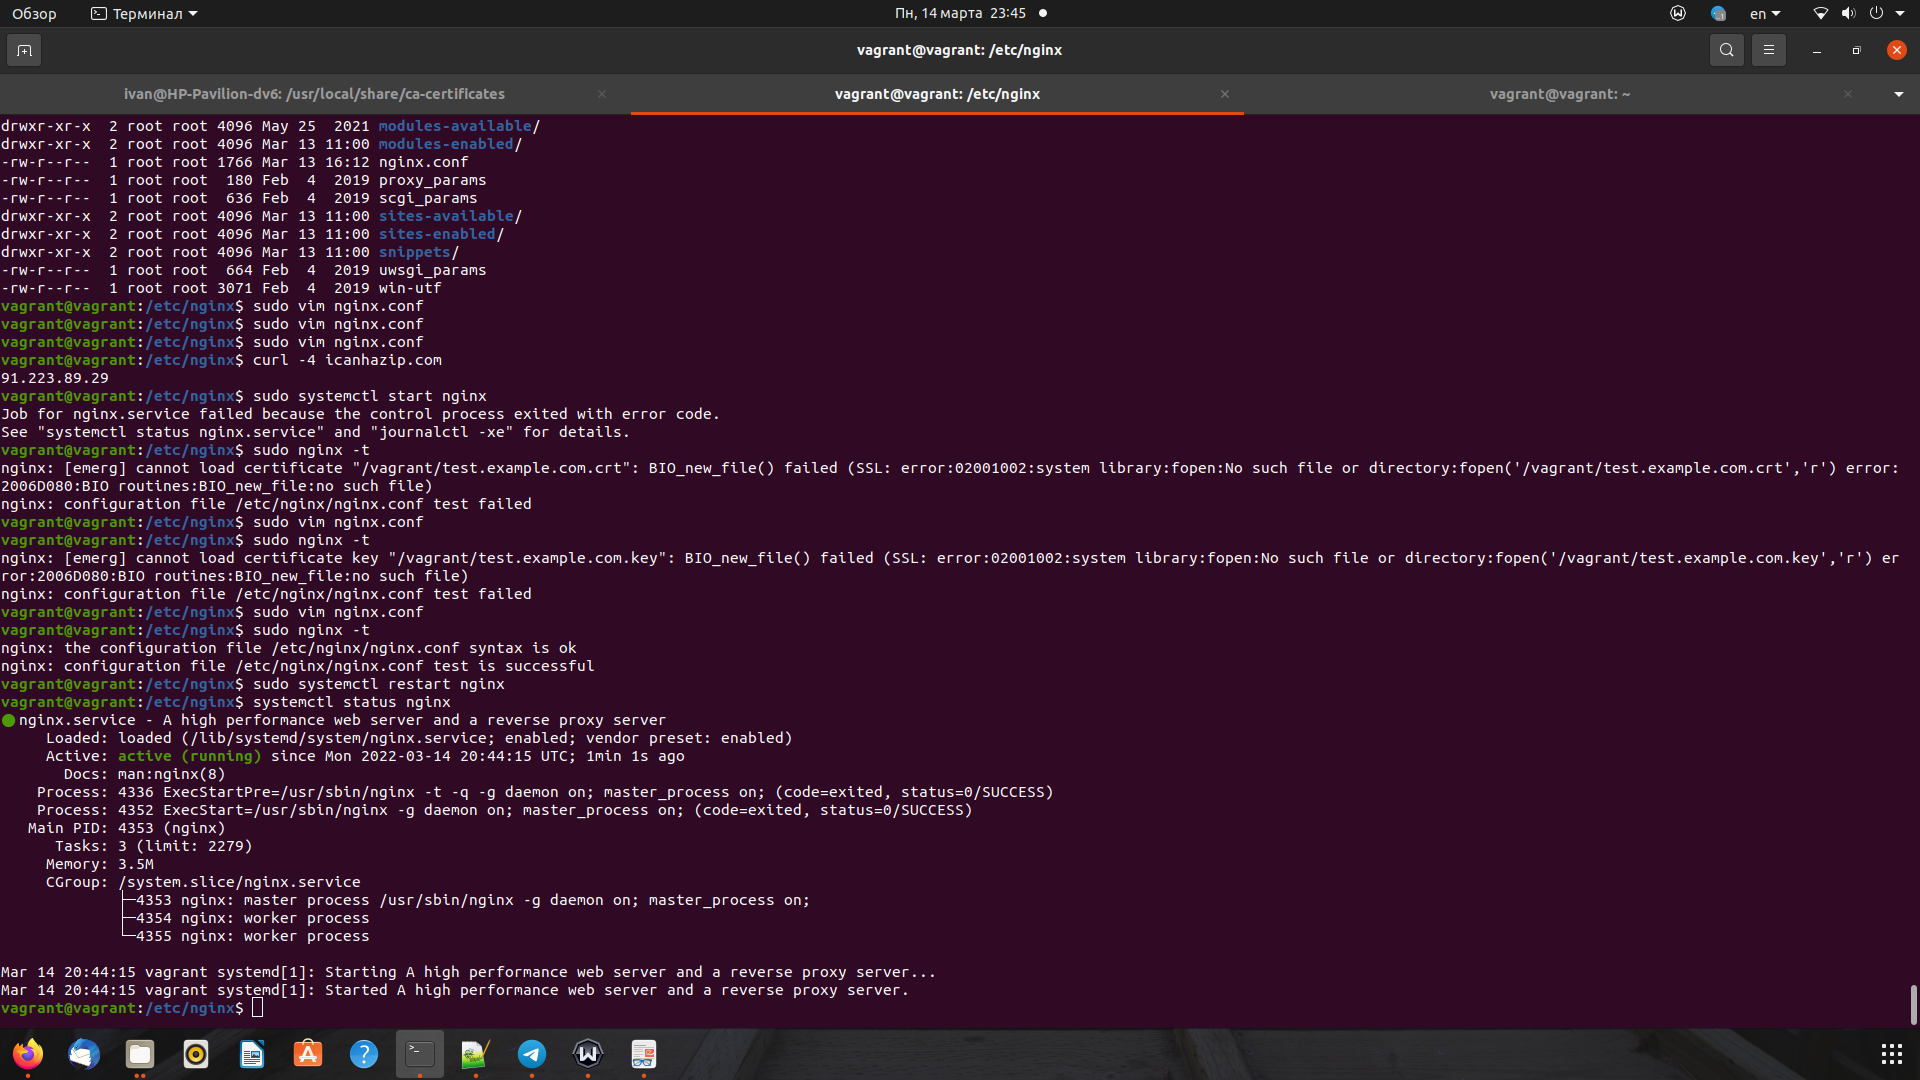 Обзор
Терминал
Пн, 14 марта 23:45
en
vagrant@vagrant: /etc/nginx
ivan@HP-Pavilion-dv6: /usr/local/share/ca-certificates
vagrant@vagrant: /etc/nginx
vagrant@vagrant: ~
drwxr-xr-x  2 root root 4096 May 25  2021 modules-available/
drwxr-xr-x  2 root root 4096 Mar 13 11:00 modules-enabled/
-rw-r--r--  1 root root 1766 Mar 13 16:12 nginx.conf
-rw-r--r--  1 root root  180 Feb  4  2019 proxy_params
-rw-r--r--  1 root root  636 Feb  4  2019 scgi_params
drwxr-xr-x  2 root root 4096 Mar 13 11:00 sites-available/
drwxr-xr-x  2 root root 4096 Mar 13 11:00 sites-enabled/
drwxr-xr-x  2 root root 4096 Mar 13 11:00 snippets/
-rw-r--r--  1 root root  664 Feb  4  2019 uwsgi_params
-rw-r--r--  1 root root 3071 Feb  4  2019 win-utf
vagrant@vagrant:/etc/nginx$ sudo vim nginx.conf
vagrant@vagrant:/etc/nginx$ sudo vim nginx.conf
vagrant@vagrant:/etc/nginx$ sudo vim nginx.conf
vagrant@vagrant:/etc/nginx$ curl -4 icanhazip.com
91.223.89.29
vagrant@vagrant:/etc/nginx$ sudo systemctl start nginx
Job for nginx.service failed because the control process exited with error code.
See "systemctl status nginx.service" and "journalctl -xe" for details.
vagrant@vagrant:/etc/nginx$ sudo nginx -t
nginx: [emerg] cannot load certificate "/vagrant/test.example.com.crt": BIO_new_file() failed (SSL: error:02001002:system library:fopen:No such file or directory:fopen('/vagrant/test.example.com.crt','r') error:
2006D080:BIO routines:BIO_new_file:no such file)
nginx: configuration file /etc/nginx/nginx.conf test failed
vagrant@vagrant:/etc/nginx$ sudo vim nginx.conf
vagrant@vagrant:/etc/nginx$ sudo nginx -t
nginx: [emerg] cannot load certificate key "/vagrant/test.example.com.key": BIO_new_file() failed (SSL: error:02001002:system library:fopen:No such file or directory:fopen('/vagrant/test.example.com.key','r') er
ror:2006D080:BIO routines:BIO_new_file:no such file)
nginx: configuration file /etc/nginx/nginx.conf test failed
vagrant@vagrant:/etc/nginx$ sudo vim nginx.conf
vagrant@vagrant:/etc/nginx$ sudo nginx -t
nginx: the configuration file /etc/nginx/nginx.conf syntax is ok
nginx: configuration file /etc/nginx/nginx.conf test is successful
vagrant@vagrant:/etc/nginx$ sudo systemctl restart nginx
vagrant@vagrant:/etc/nginx$ systemctl status nginx
● nginx.service - A high performance web server and a reverse proxy server
     Loaded: loaded (/lib/systemd/system/nginx.service; enabled; vendor preset: enabled)
     Active: active (running) since Mon 2022-03-14 20:44:15 UTC; 1min 1s ago
       Docs: man:nginx(8)
    Process: 4336 ExecStartPre=/usr/sbin/nginx -t -q -g daemon on; master_process on; (code=exited, status=0/SUCCESS)
    Process: 4352 ExecStart=/usr/sbin/nginx -g daemon on; master_process on; (code=exited, status=0/SUCCESS)
   Main PID: 4353 (nginx)
      Tasks: 3 (limit: 2279)
     Memory: 3.5M
     CGroup: /system.slice/nginx.service
             ├─4353 nginx: master process /usr/sbin/nginx -g daemon on; master_process on;
             ├─4354 nginx: worker process
             └─4355 nginx: worker process
Mar 14 20:44:15 vagrant systemd[1]: Starting A high performance web server and a reverse proxy server...
Mar 14 20:44:15 vagrant systemd[1]: Started A high performance web server and a reverse proxy server.
vagrant@vagrant:/etc/nginx$